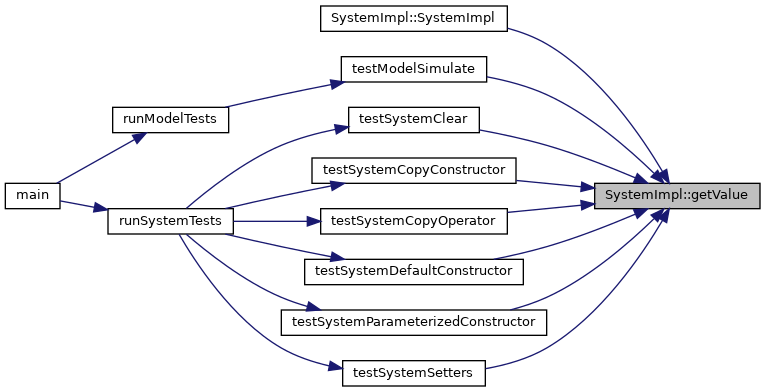 SystemImpl::SystemImpl
testModelSimulate
runModelTests
testSystemClear
testSystemCopyConstructor
main
SystemImpl::getValue
runSystemTests
testSystemCopyOperator
testSystemDefaultConstructor
testSystemParameterizedConstructor
testSystemSetters